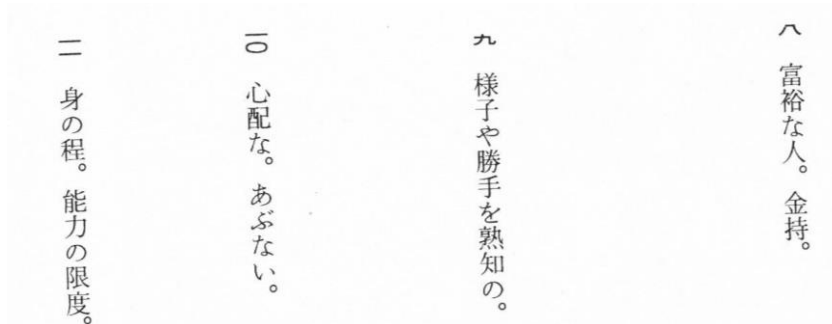 八 富裕な人。金持。
九 様子や勝手を熟知の。
一〇 心配な。あぶない。
一一 身の程。能力の限度。